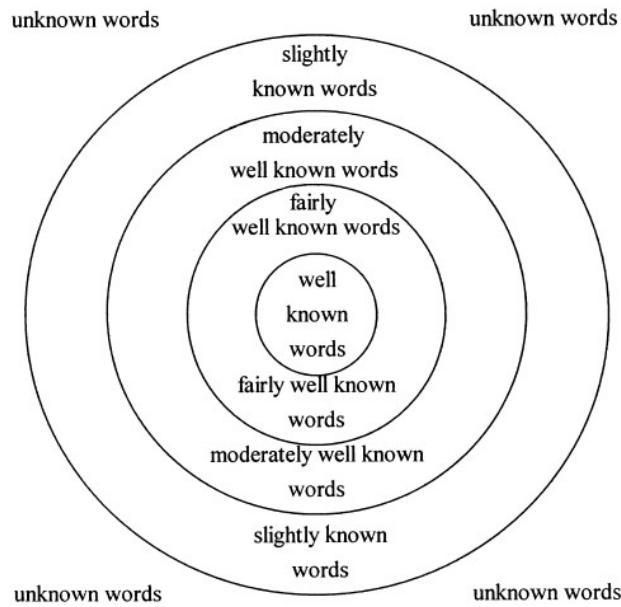 unknown words
unknown words
slightly
known words
moderately
well known words
fairly
well known words
well
known
words
fairly well known
words
moderately well known
words
slightly known
words
unknown words
unknown words